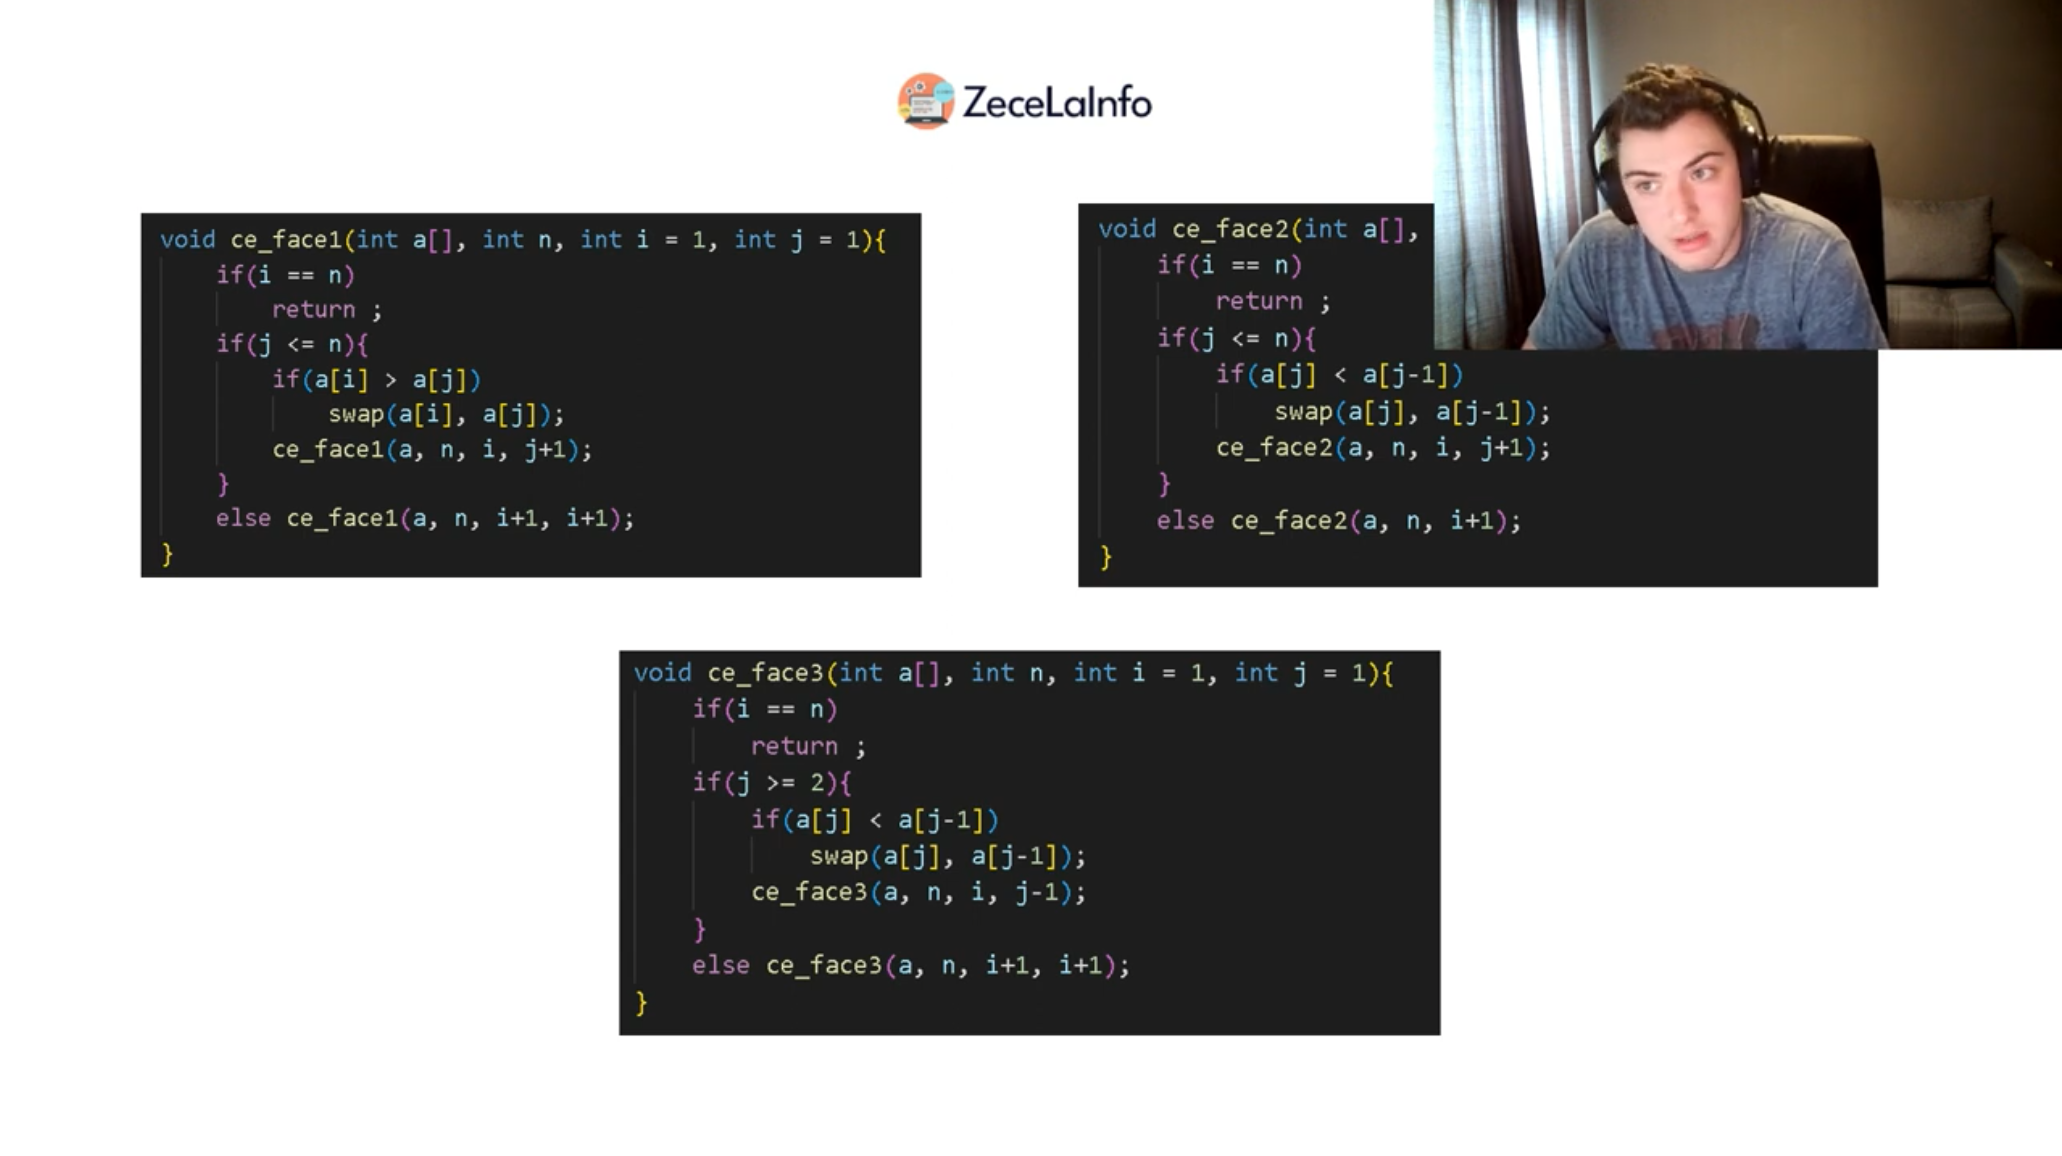 ZeceLaInfo
void ce_face1(int a[], int n, int i = 1, int j = 1){
if(i == n)
return ;
if(j <= n){
if(a[i] > a[j])
swap(a[i], a[j]);
ce_face1(a, n, i, j+1);
}
else ce_face1(a, n, i+1, i+1);
}
void ce_face2(int a[],
if(i == n)
return ;
if(j <= n){
if(a[j] < a[j-1])
swap(a[j], a[j-1]);
ce_face2(a, n, i, j+1);
}
else ce_face2(a, n, i+1);
}
void ce_face3(int a[], int n, int i = 1, int j = 1){
if(i == n)
return ;
if(j >= 2){
if(a[j] < a[j-1])
swap(a[j], a[j-1]);
ce_face3(a, n, i, j-1);
}
else ce_face3(a, n, i+1, i+1);
}